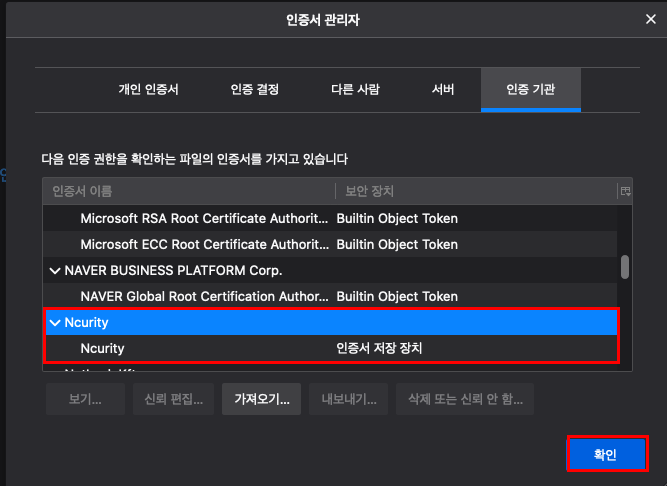 인증서 관리자
개인 인증서 인증 결정 다른 사람 서버 인증 기관
다음 인증 권한을 확인하는 파일의 인증서를 가지고 있습니다
인증서 이름 보안 장치
Microsoft RSA Root Certificate Authorit... Builtin Object Token
Microsoft ECC Root Certificate Authorit... Builtin Object Token
NAVER BUSINESS PLATFORM Corp.
NAVER Global Root Certification Author... Builtin Object Token
Ncurity
Ncurity 인증서 저장 장치
보기... 신뢰 편집... 가져오기... 내보내기... 삭제 또는 신뢰 안 함...
확인